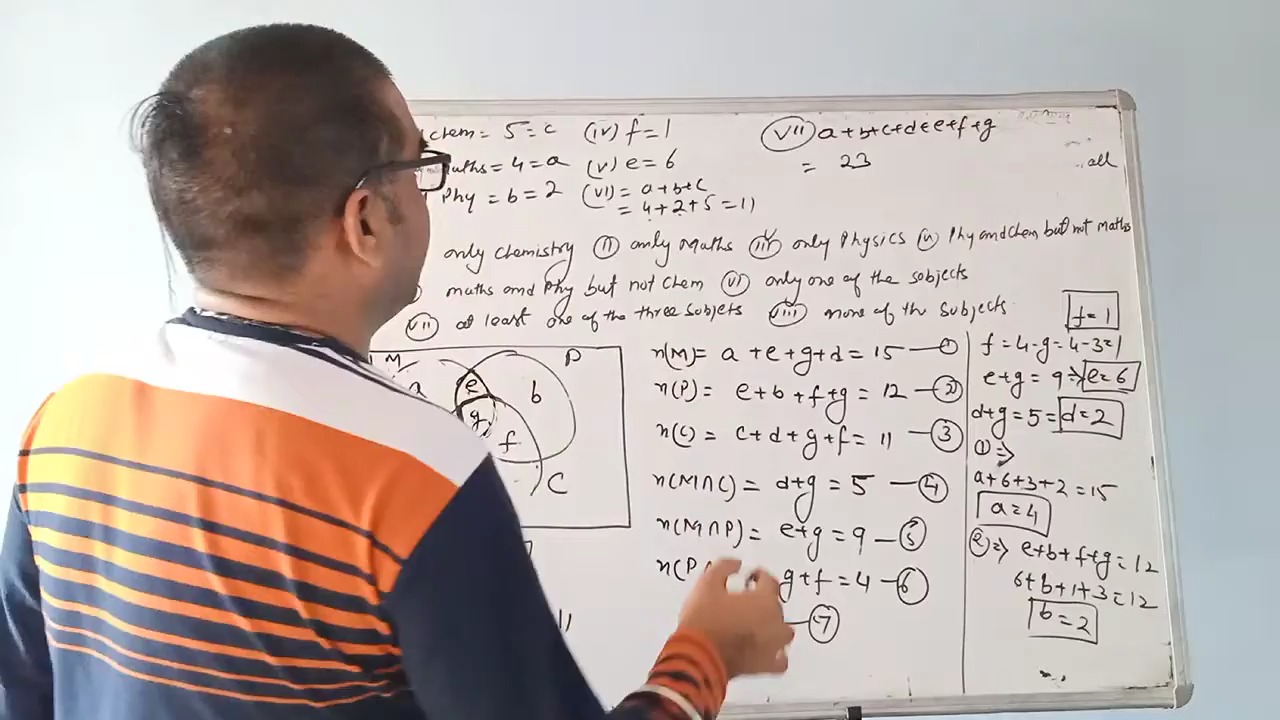 chem = 5 = c (iv) f = 1 (VII) a+b+c+d+e+f+g
maths = 4 = a (v) e = 6 = 23 ..all
Phy = b = 2 (VI) = a+b+c
= 4+2+5 = 11
only chemistry (II) only Maths (III) only Physics (IV) Phy and Chem but not maths
maths and Phy but not chem (VI) only one of the sobjects
(VII) at least one of the three Subjets (VIII) none of the Subjects
f = 1
M P
a e b
g f
C
n(M) = a+e+g+d = 15 — (1)
n(P) = e+b+f+g = 12 — (2)
n(C) = c+d+g+f = 11 — (3)
n(M∩C) = d+g = 5 — (4)
n(M∩P) = e+g = 9 — (5)
n(P g+f = 4 — (6)
— (7)
11
f = 4-g = 4-3 = 1
e+g = 9 => e = 6
d+g = 5 = d = 2
(1) =>
a+6+3+2 = 15
a = 4
(2) => e+b+f+g = 12
6+b+1+3 = 12
b = 2